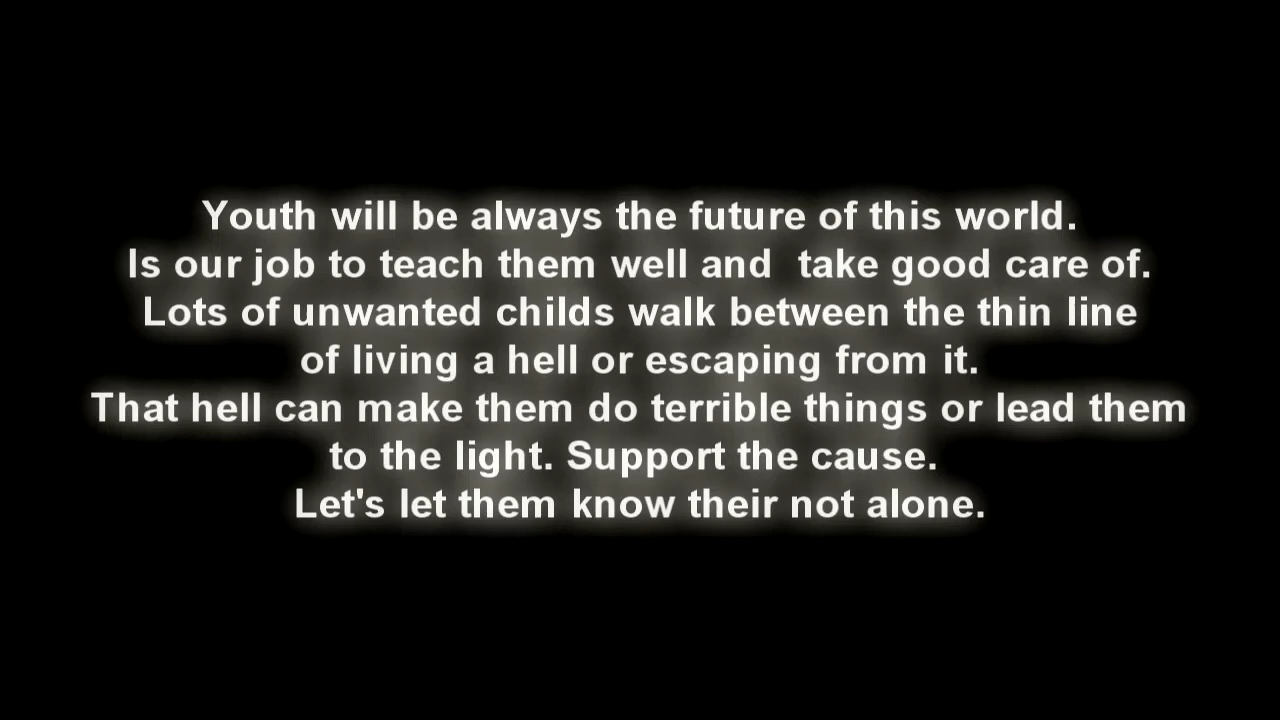 Youth will be always the future of this world.
Is our job to teach them well and  take good care of.
Lots of unwanted childs walk between the thin line
of living a hell or escaping from it.
That hell can make them do terrible things or lead them
to the light. Support the cause.
Let's let them know their not alone.